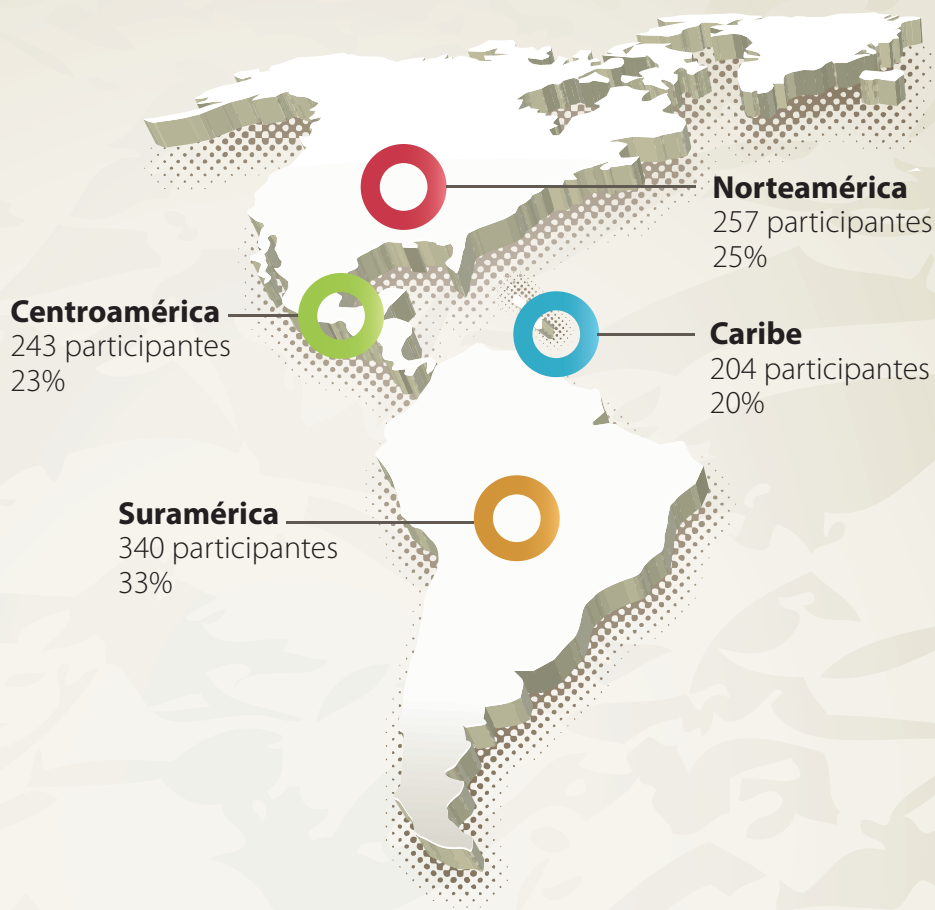 Norteamérica
257 participantes
25%
Centroamérica
243 participantes
23%
Caribe
204 participantes
20%
Suramérica
340 participantes
33%